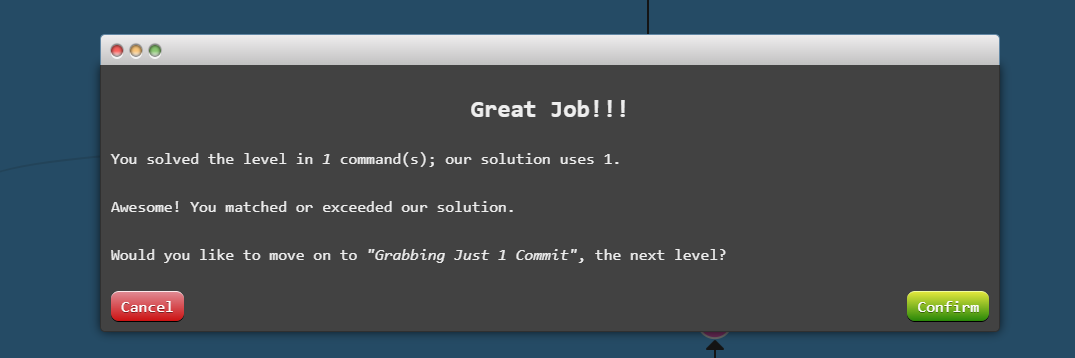 Great Job!!!
You solved the level in 1 command(s); our solution uses 1.
Awesome! You matched or exceeded our solution.
Would you like to move on to "Grabbing Just 1 Commit", the next level?
Cancel
Confirm